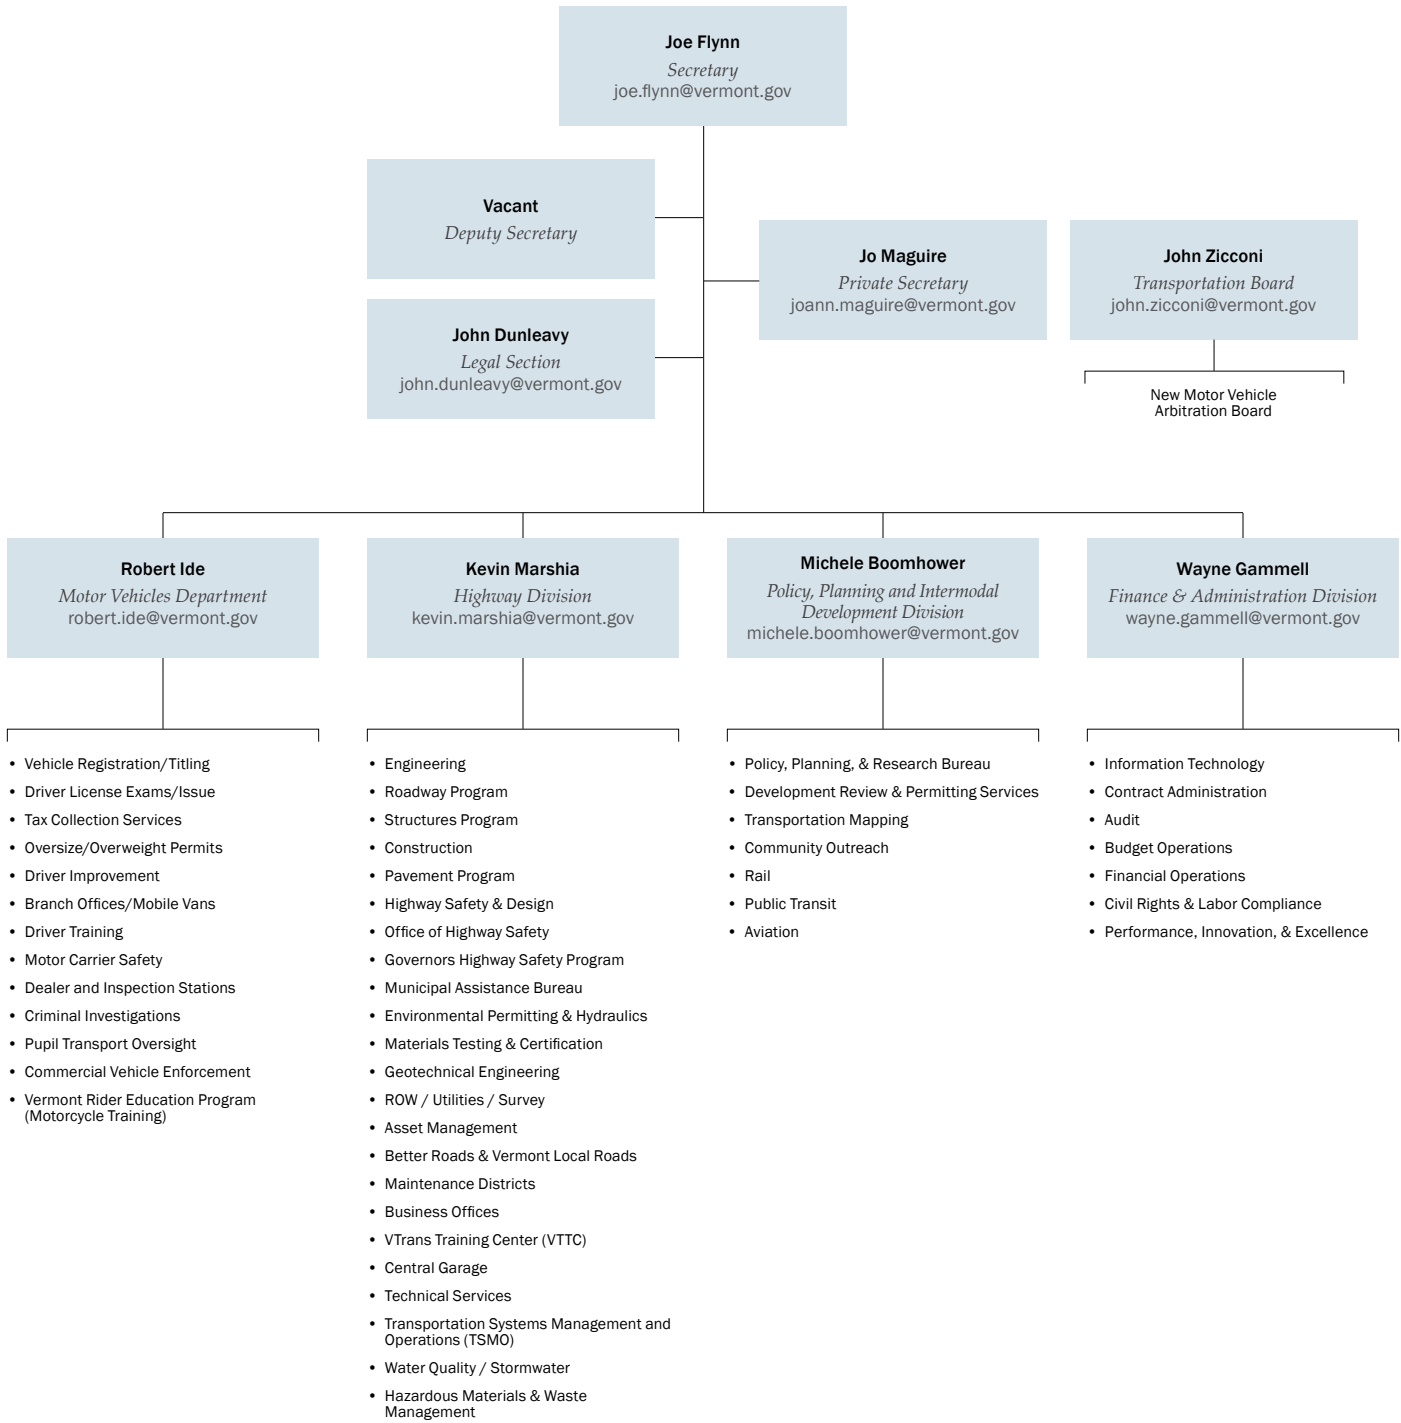 Joe Flynn
Secretary
joe.flynn@vermont.gov
Vacant
Deputy Secretary
Jo Maguire
Private Secretary
joann.maguire@vermont.gov
John Zicconi
Transportation Board
john.zicconi@vermont.gov
John Dunleavy
Legal Section
john.dunleavy@vermont.gov
New Motor Vehicle
Arbitration Board
Robert Ide
Motor Vehicles Department
robert.ide@vermont.gov
Kevin Marshia
Highway Division
kevin.marshia@vermont.gov
Michele Boomhower
Policy, Planning and Intermodal
Development Division
michele.boomhower@vermont.gov
Wayne Gammell
Finance & Administration Division
wayne.gammell@vermont.gov
• Vehicle Registration/Titling
• Driver License Exams/Issue
• Tax Collection Services
• Oversize/Overweight Permits
• Driver Improvement
• Branch Offices/Mobile Vans
• Driver Training
• Motor Carrier Safety
• Dealer and Inspection Stations
• Criminal Investigations
• Pupil Transport Oversight
• Commercial Vehicle Enforcement
• Vermont Rider Education Program
(Motorcycle Training)
• Engineering
• Roadway Program
• Structures Program
• Construction
• Pavement Program
• Highway Safety & Design
• Office of Highway Safety
• Governors Highway Safety Program
• Municipal Assistance Bureau
• Environmental Permitting & Hydraulics
• Materials Testing & Certification
• Geotechnical Engineering
• ROW / Utilities / Survey
• Asset Management
• Better Roads & Vermont Local Roads
• Maintenance Districts
• Business Offices
• VTrans Training Center (VTTC)
• Central Garage
• Technical Services
• Transportation Systems Management and
Operations (TSMO)
• Water Quality / Stormwater
• Hazardous Materials & Waste
Management
• Policy, Planning, & Research Bureau
• Development Review & Permitting Services
• Transportation Mapping
• Community Outreach
• Rail
• Public Transit
• Aviation
• Information Technology
• Contract Administration
• Audit
• Budget Operations
• Financial Operations
• Civil Rights & Labor Compliance
• Performance, Innovation, & Excellence